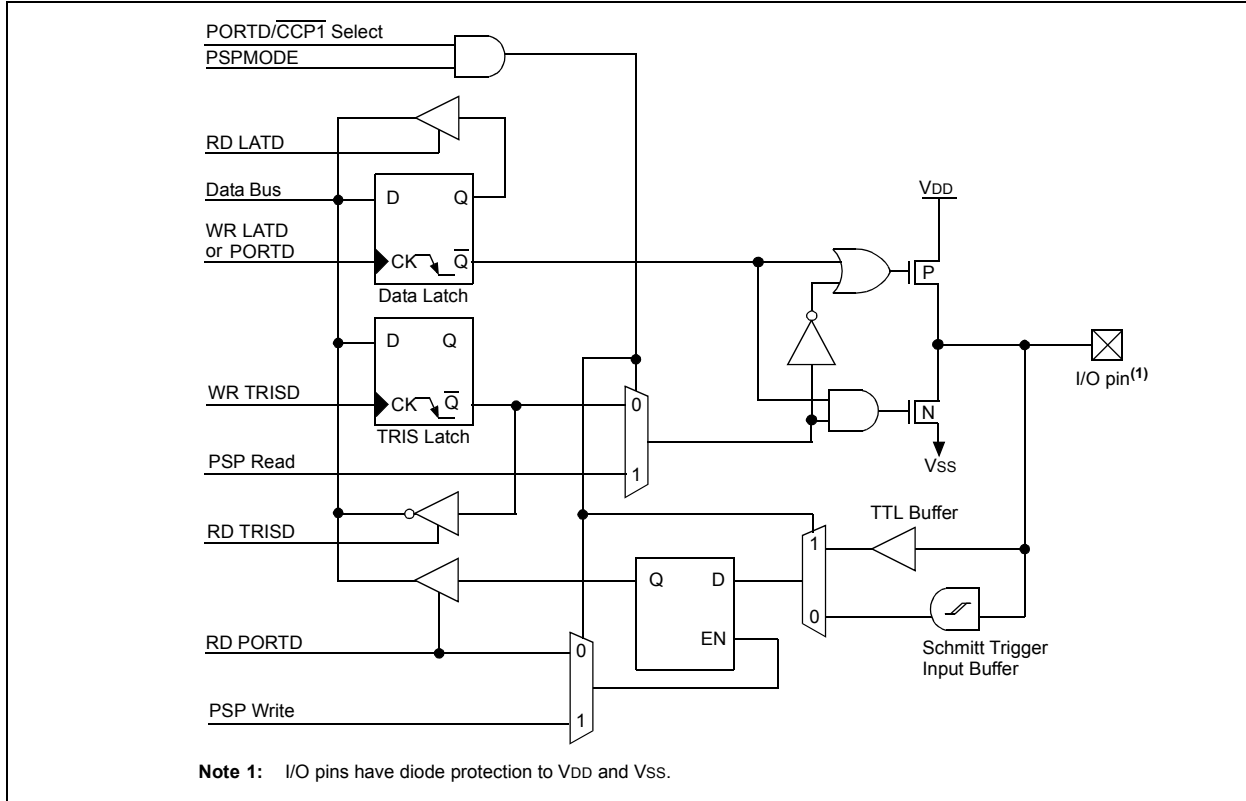 PORTD/C̅C̅P̅1̅ Select
PSPMODE
RD LATD
Data Bus
WR LATD
or PORTD
D
Q
CK
Q̅
Data Latch
VDD
P
D
Q
WR TRISD
CK
Q̅
TRIS Latch
0
1
PSP Read
N
VSS
I/O pin(1)
RD TRISD
TTL Buffer
1
0
Q
D
EN
Schmitt Trigger
Input Buffer
RD PORTD
0
PSP Write
1
Note 1: I/O pins have diode protection to VDD and VSS.